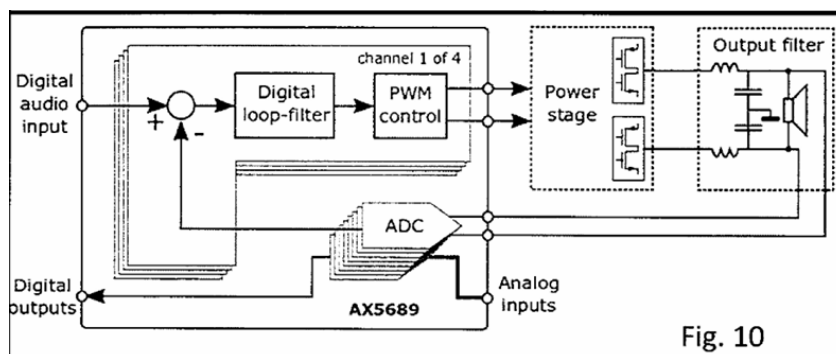 channel 1 of 4
Digital
audio
input
+
-
Digital
loop-filter
PWM
control
Power
stage
Output filter
ADC
Digital
outputs
AX5689
Analog
inputs
Fig. 10